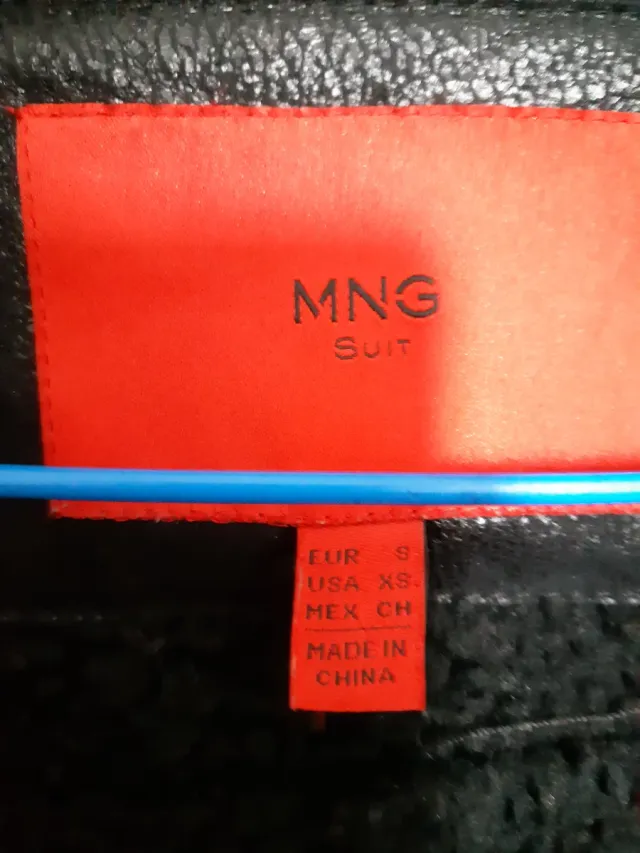 MNG
SUIT
EUR S
USA XS
MEX CH
MADE IN
CHINA